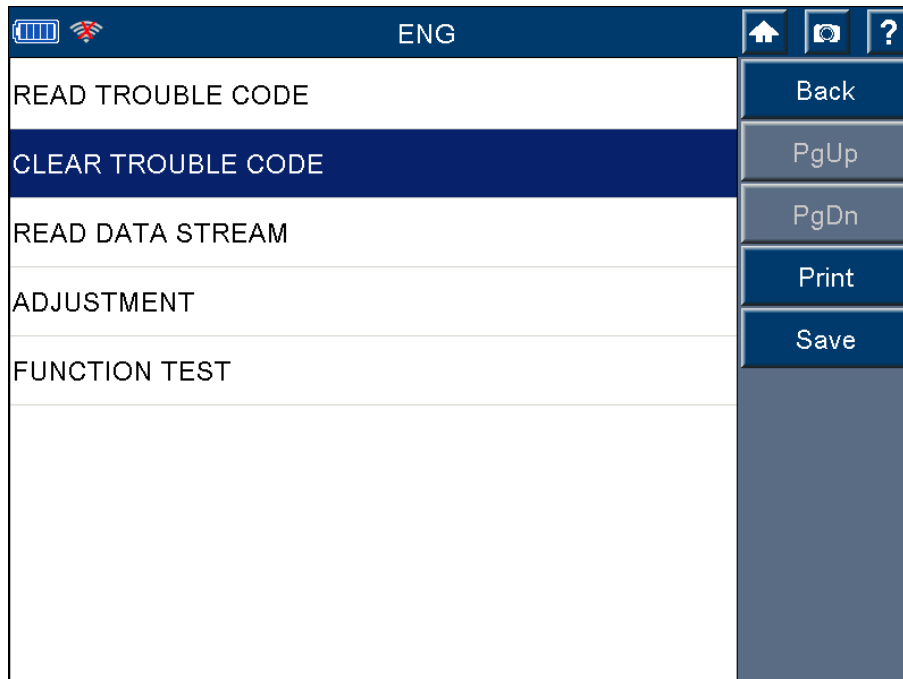 ENG
?
READ TROUBLE CODE
CLEAR TROUBLE CODE
READ DATA STREAM
ADJUSTMENT
FUNCTION TEST
Back
PgUp
PgDn
Print
Save